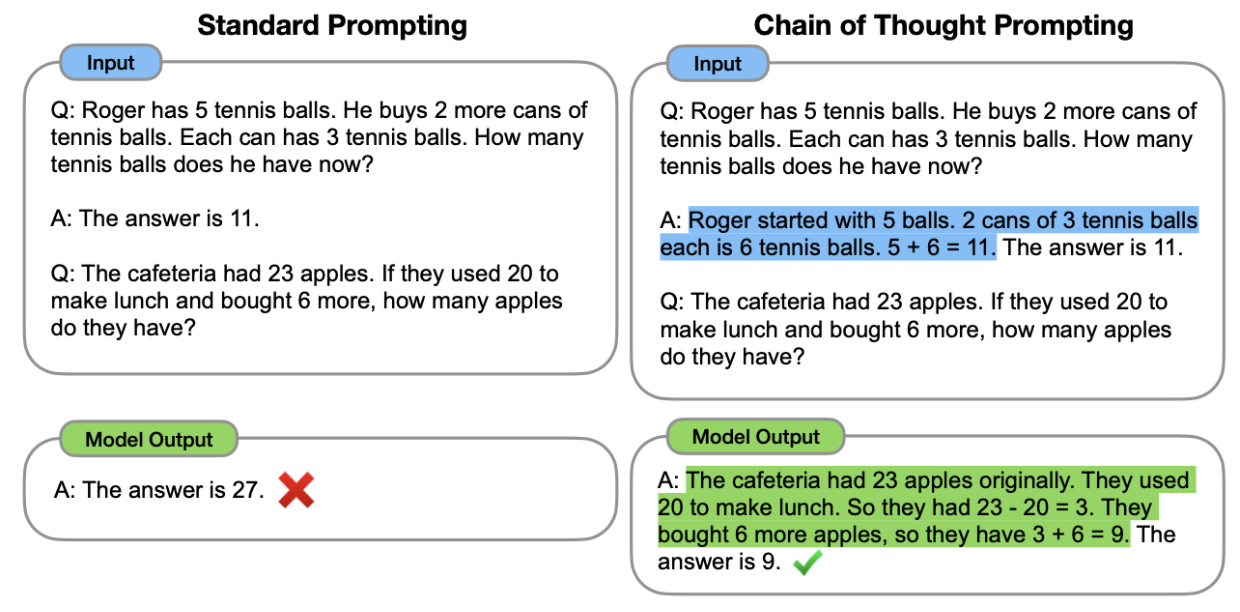 Standard Prompting
Input
Q: Roger has 5 tennis balls. He buys 2 more cans of
tennis balls. Each can has 3 tennis balls. How many
tennis balls does he have now?
A: The answer is 11.
Q: The cafeteria had 23 apples. If they used 20 to
make lunch and bought 6 more, how many apples
do they have?
Model Output
A: The answer is 27.
Chain of Thought Prompting
Input
Q: Roger has 5 tennis balls. He buys 2 more cans of
tennis balls. Each can has 3 tennis balls. How many
tennis balls does he have now?
A: Roger started with 5 balls. 2 cans of 3 tennis balls
each is 6 tennis balls. 5 + 6 = 11. The answer is 11.
Q: The cafeteria had 23 apples. If they used 20 to
make lunch and bought 6 more, how many apples
do they have?
Model Output
A: The cafeteria had 23 apples originally. They used
20 to make lunch. So they had 23 - 20 = 3. They
bought 6 more apples, so they have 3 + 6 = 9. The
answer is 9.